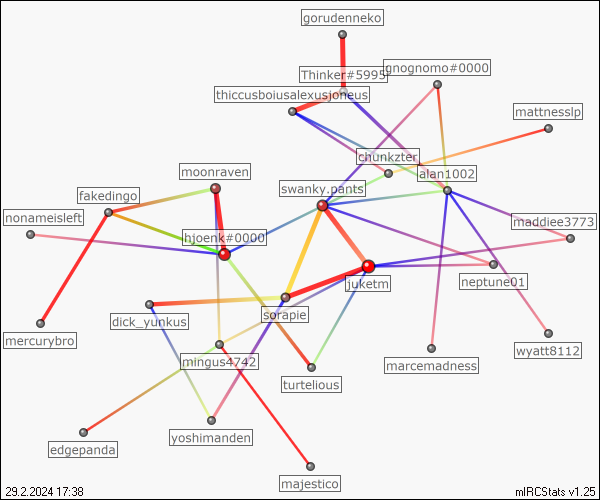 gorudenneko
Thinker#5995
gnognomo#0000
thiccusboiusalexusjoneus
mattnesslp
chunkzter
alan1002
moonraven
swanky.pants
fakedingo
nonameisleft
maddiee3773
hjoenk#0000
juketm
neptune01
sorapie
dick_yunkus
mercurybro
mingus4742
marcemadness
wyatt8112
turtelious
yoshimanden
edgepanda
majestico
29.2.2024 17:38
mIRCStats v1.25